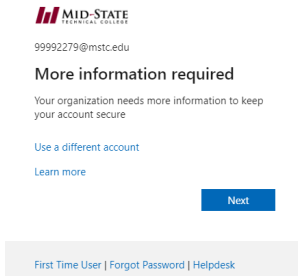 MID-STATE
TECHNICAL COLLEGE
99992279@mstc.edu
More information required
Your organization needs more information to keep
your account secure
Use a different account
Learn more
Next
First Time User | Forgot Password | Helpdesk